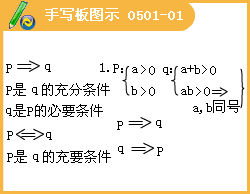 手写板图示 0501-01
p ⟹ q
p是 q 的充分条件
q是p的必要条件
p⟺q
p是 q 的充要条件
1. p: { a>0
b>0
q: { a+b>0
ab>0⇒ }
a,b同号
p ⟹ q
q ⟹ p